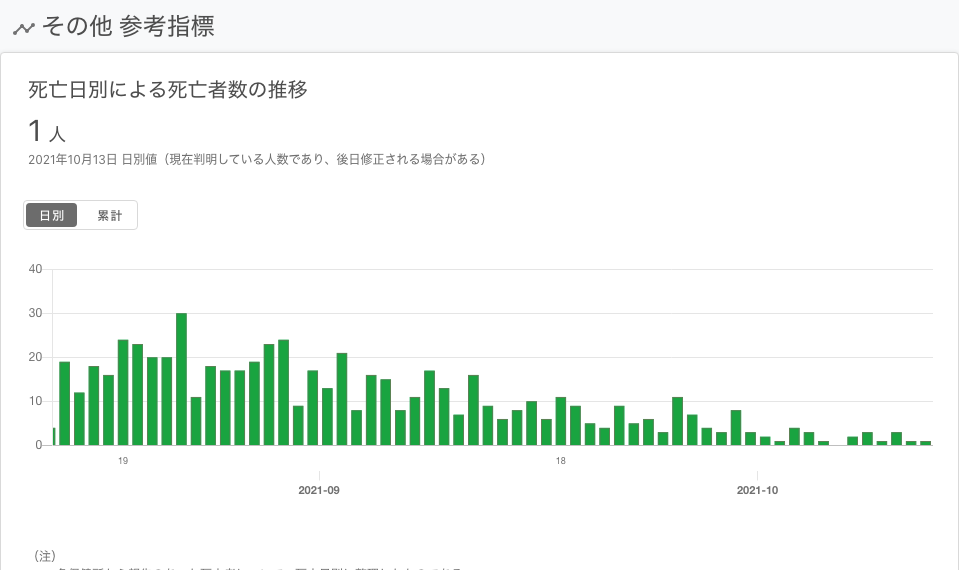 その他 参考指標
死亡日別による死亡者数の推移
1 人
2021年10月13日 日別値（現在判明している人数であり、後日修正される場合がある）
日別 累計
40
30
20
10
0
19 18
2021-09 2021-10
（注）